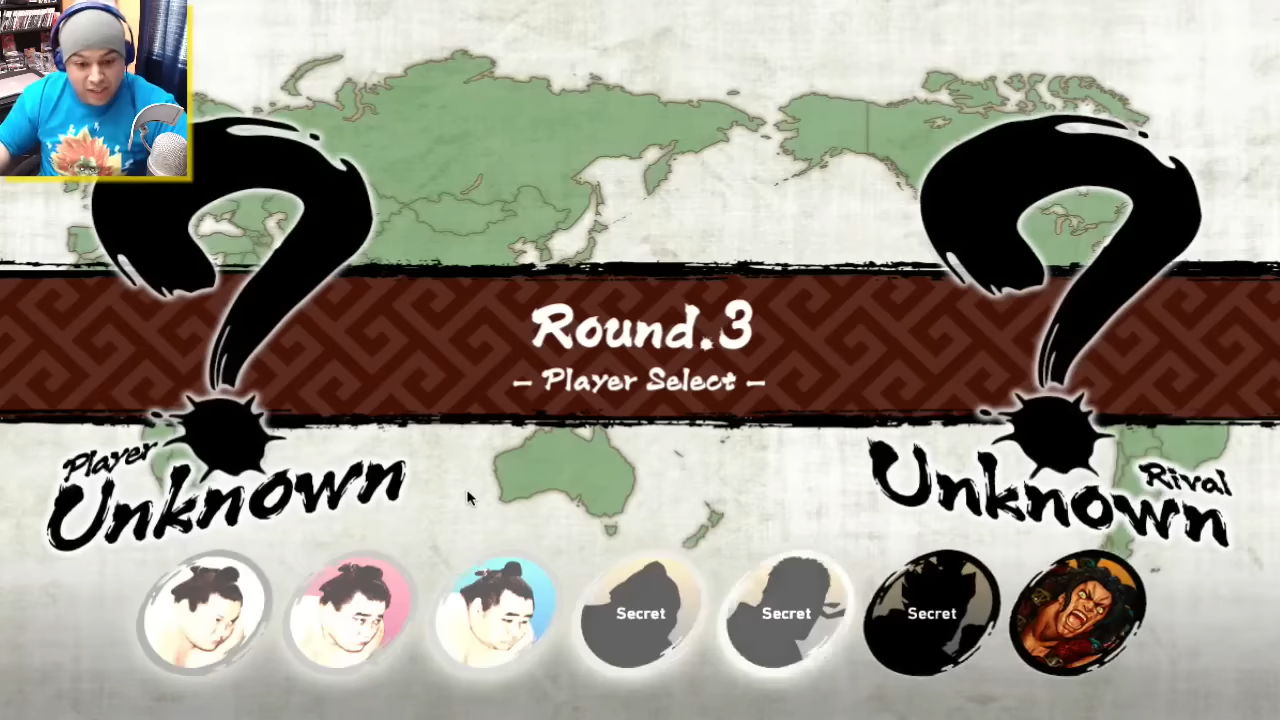 Round.3
– Player Select –
Player
Unknown
Unknown
Rival
Secret
Secret
Secret